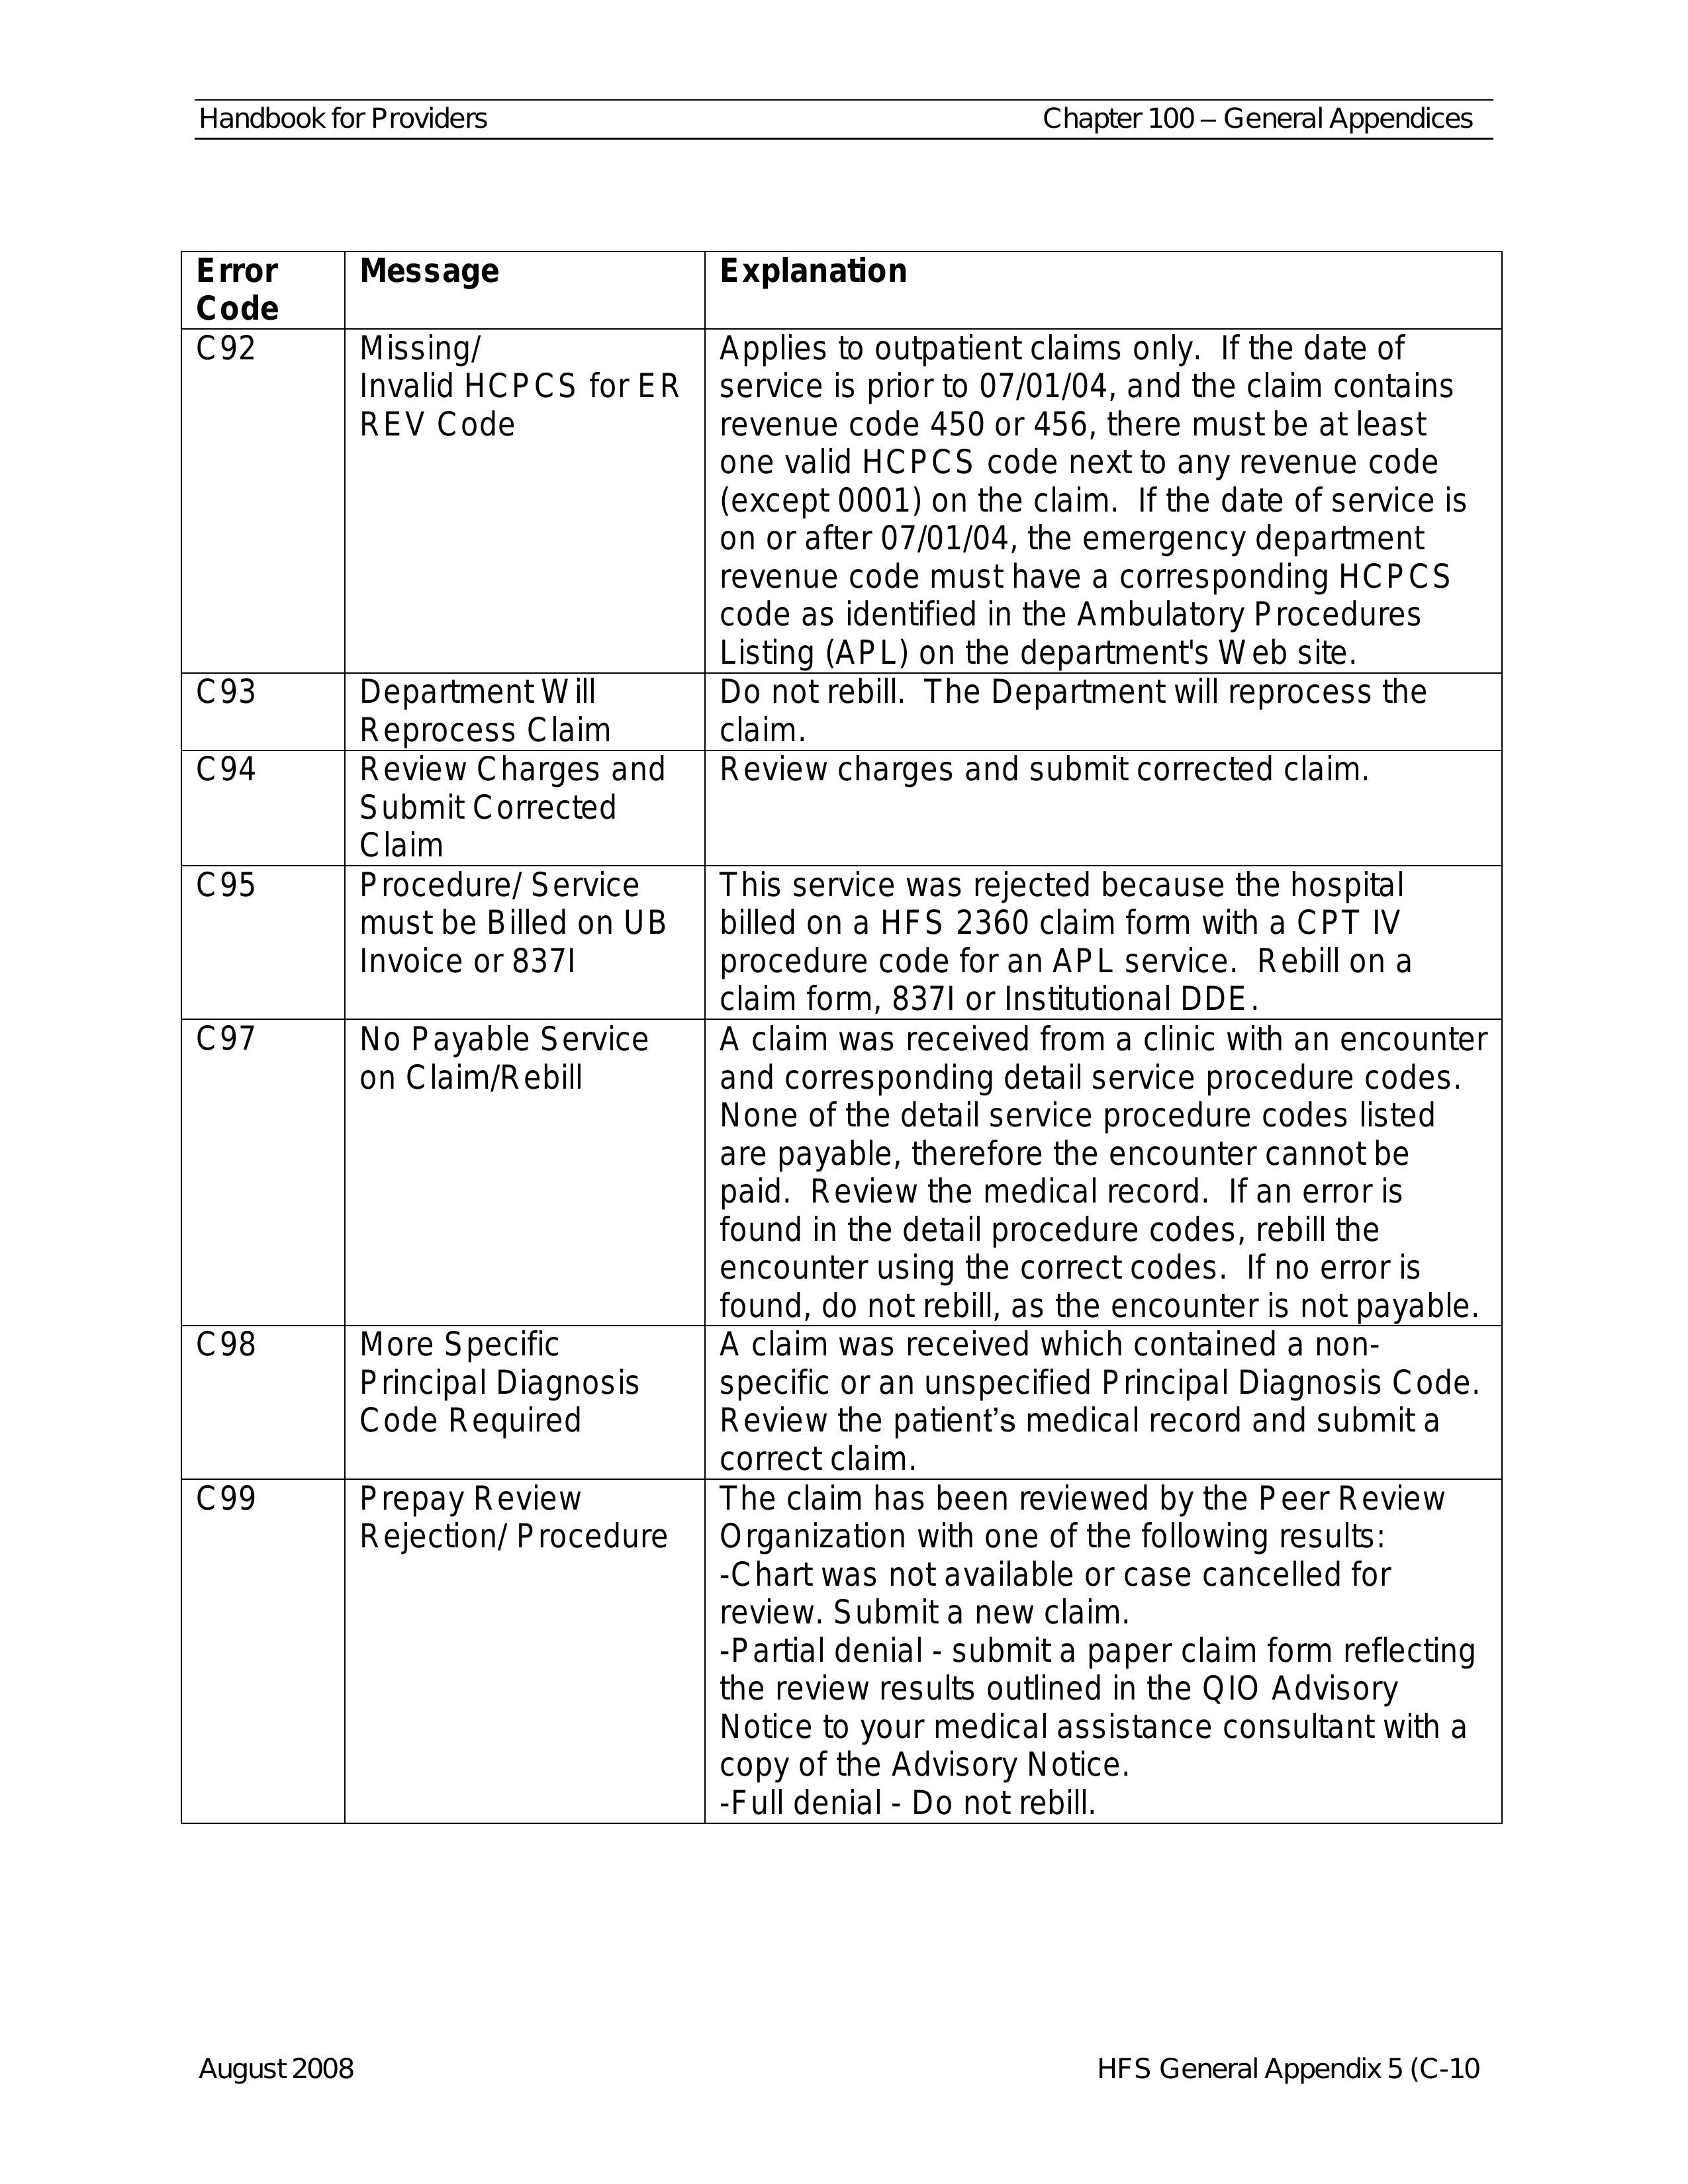 Handbook for Providers Chapter 100 – General Appendices
Error Code Message Explanation
C92 Missing/ Applies to outpatient claims only. If the date of
Invalid HCPCS for ER service is prior to 07/01/04, and the claim contains
REV Code revenue code 450 or 456, there must be at least
one valid HCPCS code next to any revenue code
(except 0001) on the claim. If the date of service is
on or after 07/01/04, the emergency department
revenue code must have a corresponding HCPCS
code as identified in the Ambulatory Procedures
Listing (APL) on the department's Web site.
C93 Department Will Do not rebill. The Department will reprocess the
Reprocess Claim claim.
C94 Review Charges and Review charges and submit corrected claim.
Submit Corrected
Claim
C95 Procedure/ Service This service was rejected because the hospital
must be Billed on UB billed on a HFS 2360 claim form with a CPT IV
Invoice or 837I procedure code for an APL service. Rebill on a
claim form, 837I or Institutional DDE.
C97 No Payable Service A claim was received from a clinic with an encounter
on Claim/Rebill and corresponding detail service procedure codes.
None of the detail service procedure codes listed
are payable, therefore the encounter cannot be
paid. Review the medical record. If an error is
found in the detail procedure codes, rebill the
encounter using the correct codes. If no error is
found, do not rebill, as the encounter is not payable.
C98 More Specific A claim was received which contained a non-
Principal Diagnosis specific or an unspecified Principal Diagnosis Code.
Code Required Review the patient’s medical record and submit a
correct claim.
C99 Prepay Review The claim has been reviewed by the Peer Review
Rejection/ Procedure Organization with one of the following results:
-Chart was not available or case cancelled for
review. Submit a new claim.
-Partial denial - submit a paper claim form reflecting
the review results outlined in the QIO Advisory
Notice to your medical assistance consultant with a
copy of the Advisory Notice.
-Full denial - Do not rebill.
August 2008 HFS General Appendix 5 (C-10